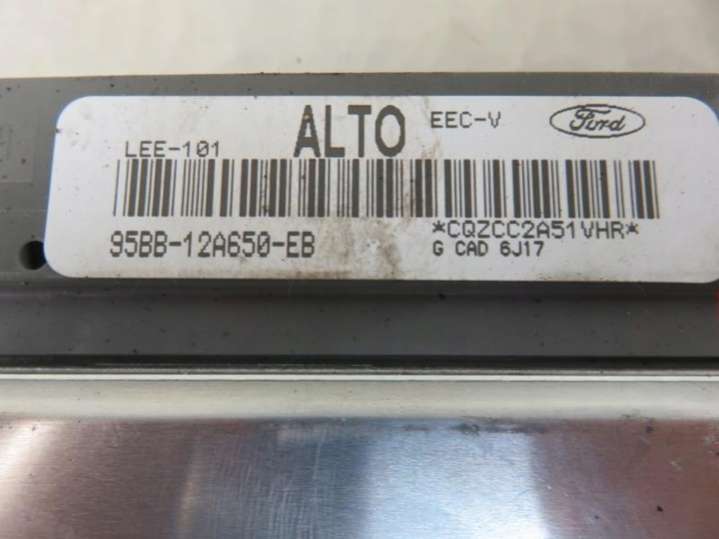 ALTO EEC-V Ford
LEE-101
95BB-12A650-EB *CQZCC2A51VHR*
G CAD 6J17